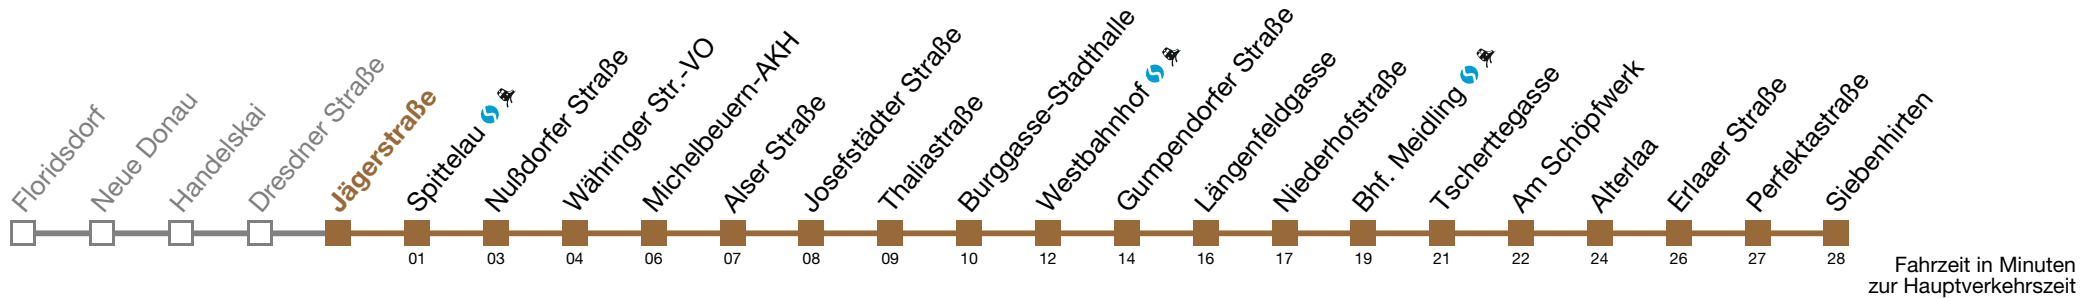 Floridsdorf
Neue Donau
Handelskai
Dresdner Straße
Jägerstraße
Spittelau
Nußdorfer Straße
Währinger Str.-VO
Michelbeuern-AKH
Alser Straße
Josefstädter Straße
Thaliastraße
Burggasse-Stadthalle
Westbahnhof
Gumpendorfer Straße
Längenfeldgasse
Niederhofstraße
Bhf. Meidling
Tscherttegasse
Am Schöpfwerk
Alterlaa
Erlaaer Straße
Perfektastraße
Siebenhirten
01 03 04 06 07 08 09 10 12 14 16 17 19 21 22 24 26 27 28
Fahrzeit in Minuten
zur Hauptverkehrszeit